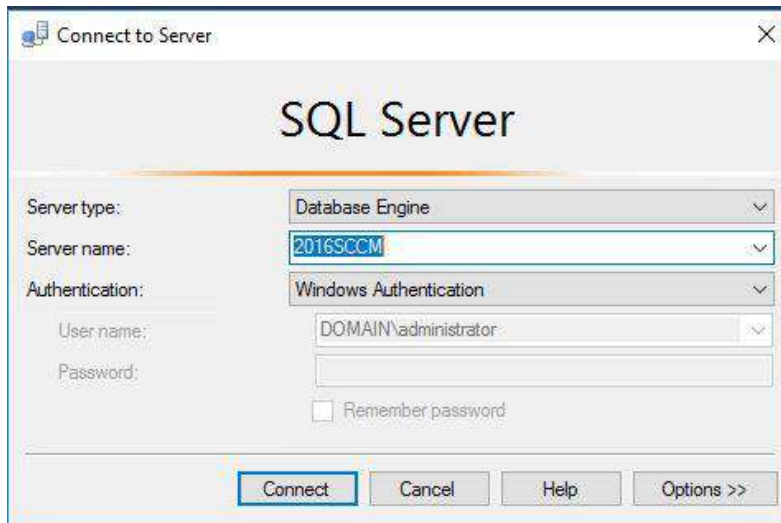 Connect to Server
SQL Server
Server type: Database Engine
Server name: 2016SCCM
Authentication: Windows Authentication
User name: DOMAIN\administrator
Password:
Remember password
Connect Cancel Help Options >>